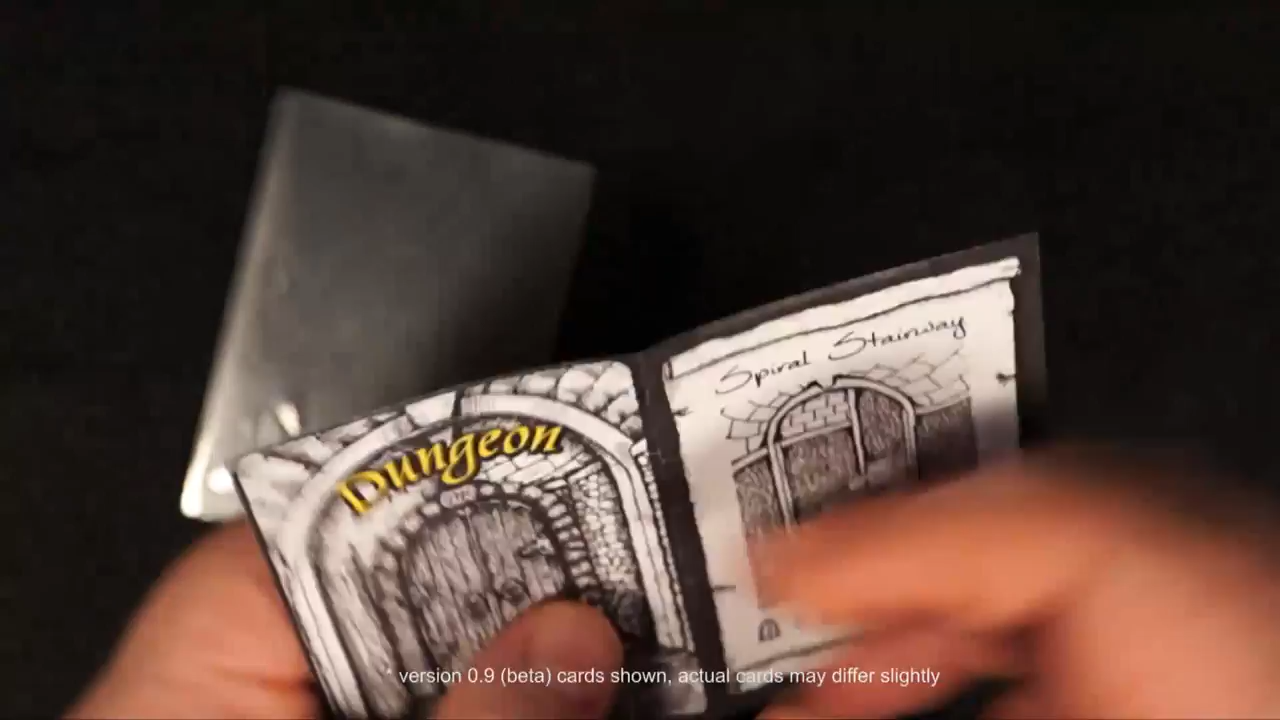 Dungeon
Spiral Stairway
* version 0.9 (beta) cards shown, actual cards may differ slightly